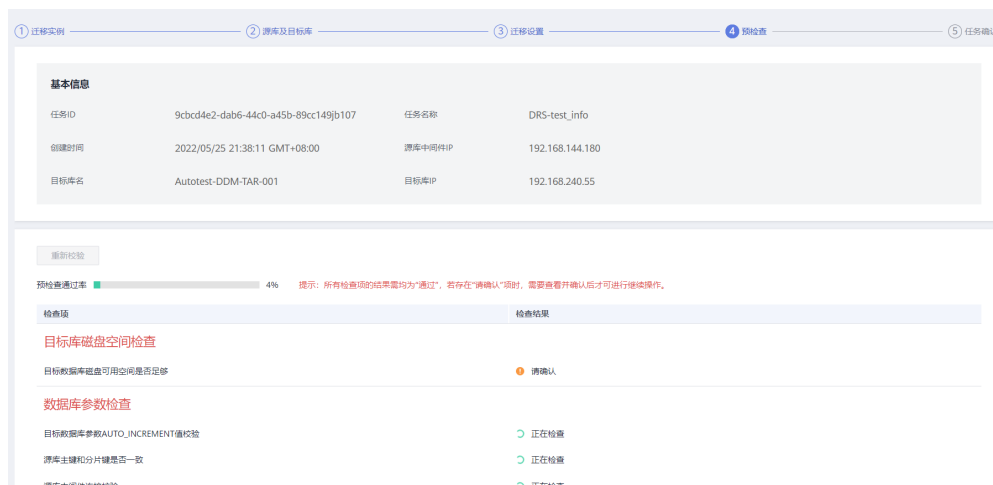 1 迁移实例 2 源库及目标库 3 迁移设置 4 预检查 5 任务确认
基本信息
任务ID 9cbcd4e2-dab6-44c0-a45b-89cc149jb107 任务名称 DRS-test_info
创建时间 2022/05/25 21:38:11 GMT+08:00 源库中间件IP 192.168.144.180
目标库名 Autotest-DDM-TAR-001 目标库IP 192.168.240.55
重新校验
预检查通过率 4% 提示：所有检查项的结果需均为“通过”，若存在“请确认”项时，需要查看并确认后才可进行继续操作。
检查项 检查结果
目标库磁盘空间检查
目标数据库磁盘可用空间是否足够 请确认
数据库参数检查
目标数据库参数AUTO_INCREMENT值校验 正在检查
源库主键和分片键是否一致 正在检查